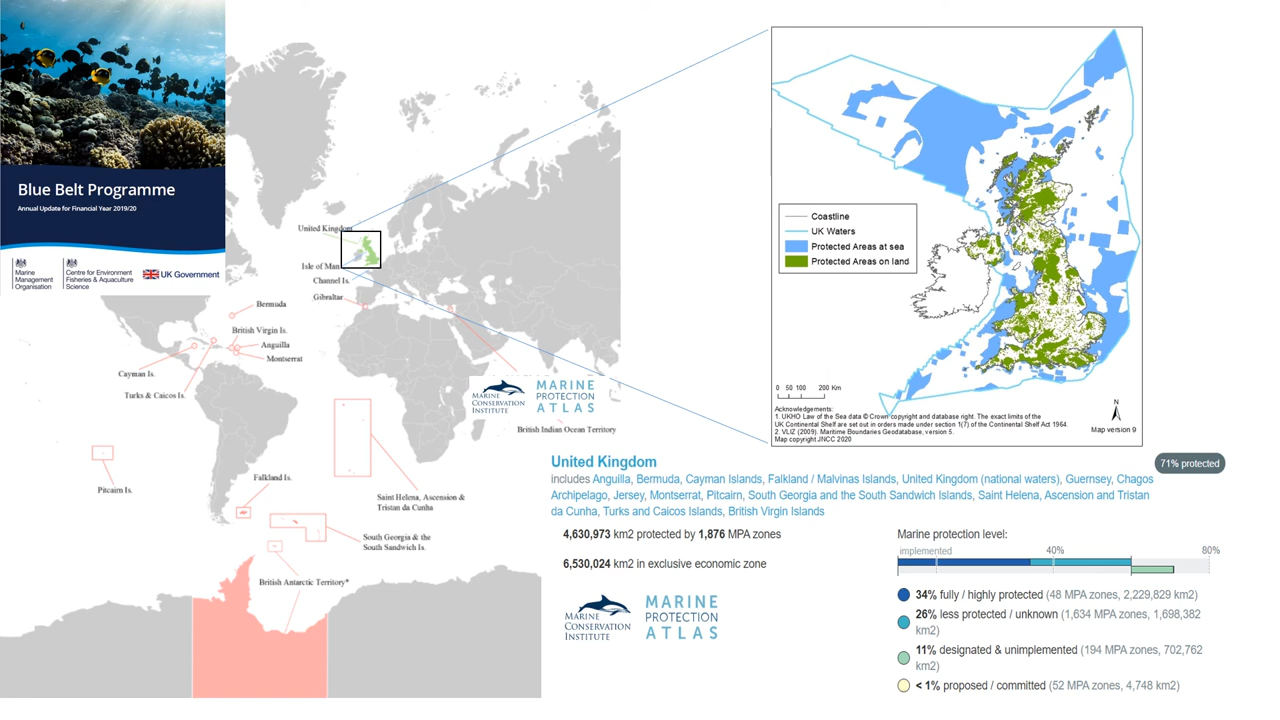 Blue Belt Programme
Annual Update for Financial Year 2019/20
Marine
Management
Organisation
Centre for Environment
Fisheries & Aquaculture
Science
UK Government
United Kingdom
Isle of Man
Channel Is.
Gibraltar
Bermuda
British Virgin Is.
Anguilla
Montserrat
Cayman Is.
Turks & Caicos Is.
MARINE
CONSERVATION
INSTITUTE
MARINE
PROTECTION
ATLAS
British Indian Ocean Territory
Pitcairn Is.
Falkland Is.
Saint Helena, Ascension &
Tristan da Cunha
South Georgia & the
South Sandwich Is.
British Antarctic Territory*
Coastline
UK Waters
Protected Areas at sea
Protected Areas on land
0 50 100 200 Km
Acknowledgements:
1. UKHO Law of the Sea data © Crown copyright and database right. The exact limits of the
UK Continental Shelf are set out in orders made under section 1(7) of the Continental Shelf Act 1964.
2. VLIZ (2009). Maritime Boundaries Geodatabase, version 5.
Map copyright JNCC 2020
N
Map version 9
United Kingdom
71% protected
includes Anguilla, Bermuda, Cayman Islands, Falkland / Malvinas Islands, United Kingdom (national waters), Guernsey, Chagos
Archipelago, Jersey, Montserrat, Pitcairn, South Georgia and the South Sandwich Islands, Saint Helena, Ascension and Tristan
da Cunha, Turks and Caicos Islands, British Virgin Islands
4,630,973 km2 protected by 1,876 MPA zones
6,530,024 km2 in exclusive economic zone
MARINE
CONSERVATION
INSTITUTE
MARINE
PROTECTION
ATLAS
Marine protection level:
implemented 40% 80%
34% fully / highly protected (48 MPA zones, 2,229,829 km2)
26% less protected / unknown (1,634 MPA zones, 1,698,382
km2)
11% designated & unimplemented (194 MPA zones, 702,762
km2)
< 1% proposed / committed (52 MPA zones, 4,748 km2)